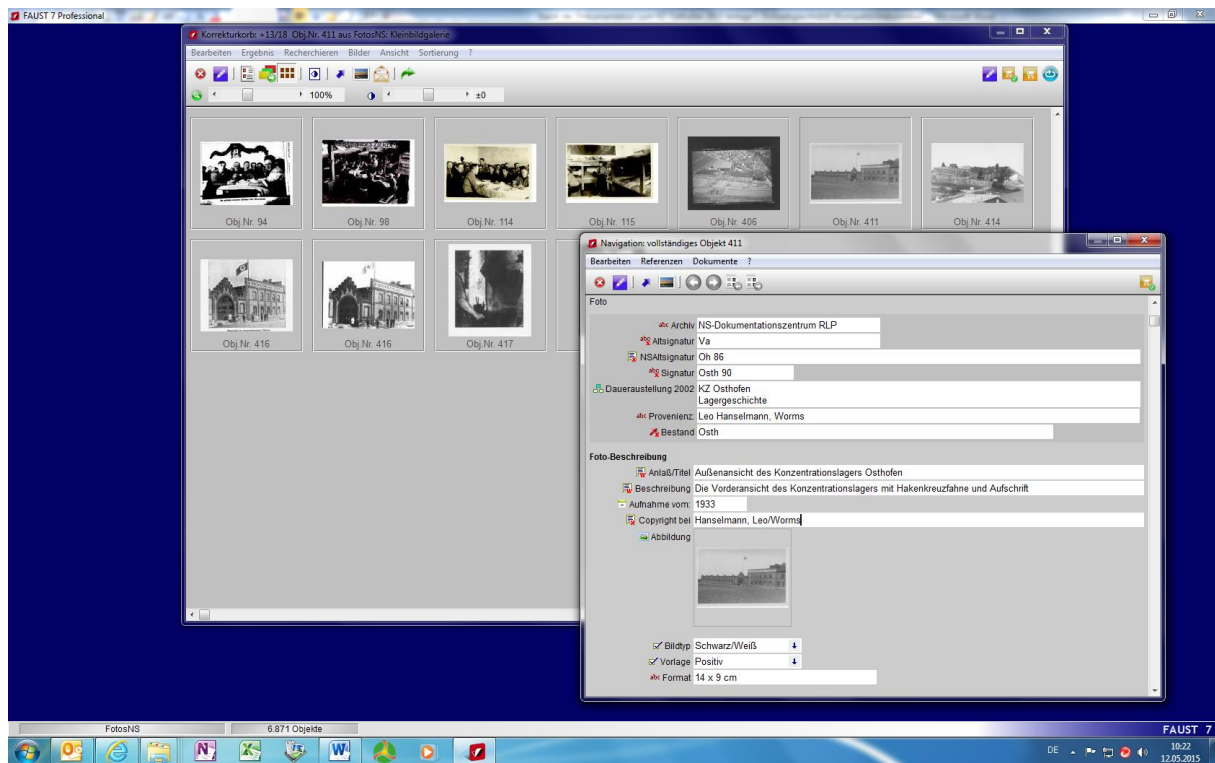 FAUST 7 Professional
Korrekturkorb: +13/18 Obj.Nr. 411 aus FotosNS: Kleinbildgalerie
Bearbeiten Ergebnis Recherchieren Bilder Ansicht Sortierung ?
100% ±0
Obj.Nr. 94 Obj.Nr. 98 Obj.Nr. 114 Obj.Nr. 115 Obj.Nr. 406 Obj.Nr. 411 Obj.Nr. 414
Obj.Nr. 416 Obj.Nr. 416 Obj.Nr. 417
Navigation: vollständiges Objekt 411
Bearbeiten Referenzen Dokumente ?
Foto
abc Archiv NS-Dokumentationszentrum RLP
abc Altsignatur Va
NSAltsignatur Oh 86
abc Signatur Osth 90
Daueraustellung 2002 KZ Osthofen
Lagergeschichte
abc Provenienz: Leo Hanselmann, Worms
Bestand Osth
Foto-Beschreibung
Anlaß/Titel Außenansicht des Konzentrationslagers Osthofen
Beschreibung Die Vorderansicht des Konzentrationslagers mit Hakenkreuzfahne und Aufschrift
Aufnahme vom: 1933
Copyright bei Hanselmann, Leo/Worms
Abbildung
Bildtyp Schwarz/Weiß
Vorlage Positiv
abc Format 14 x 9 cm
FotosNS 6.871 Objekte FAUST 7
DE 10:22
12.05.2015